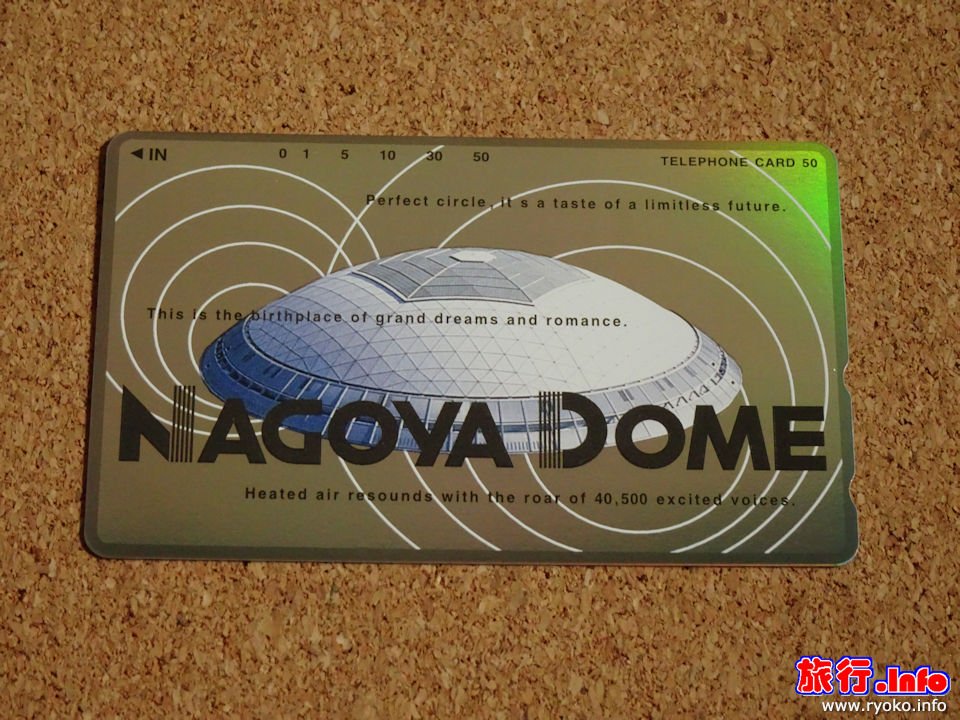 ◀IN 0 1 5 10 30 50 TELEPHONE CARD 50
Perfect circle, it s a taste of a limitless future.
This is the birthplace of grand dreams and romance.
NAGOYA DOME
Heated air resounds with the roar of 40,500 excited voices.
旅行.Info
www.ryoko.info